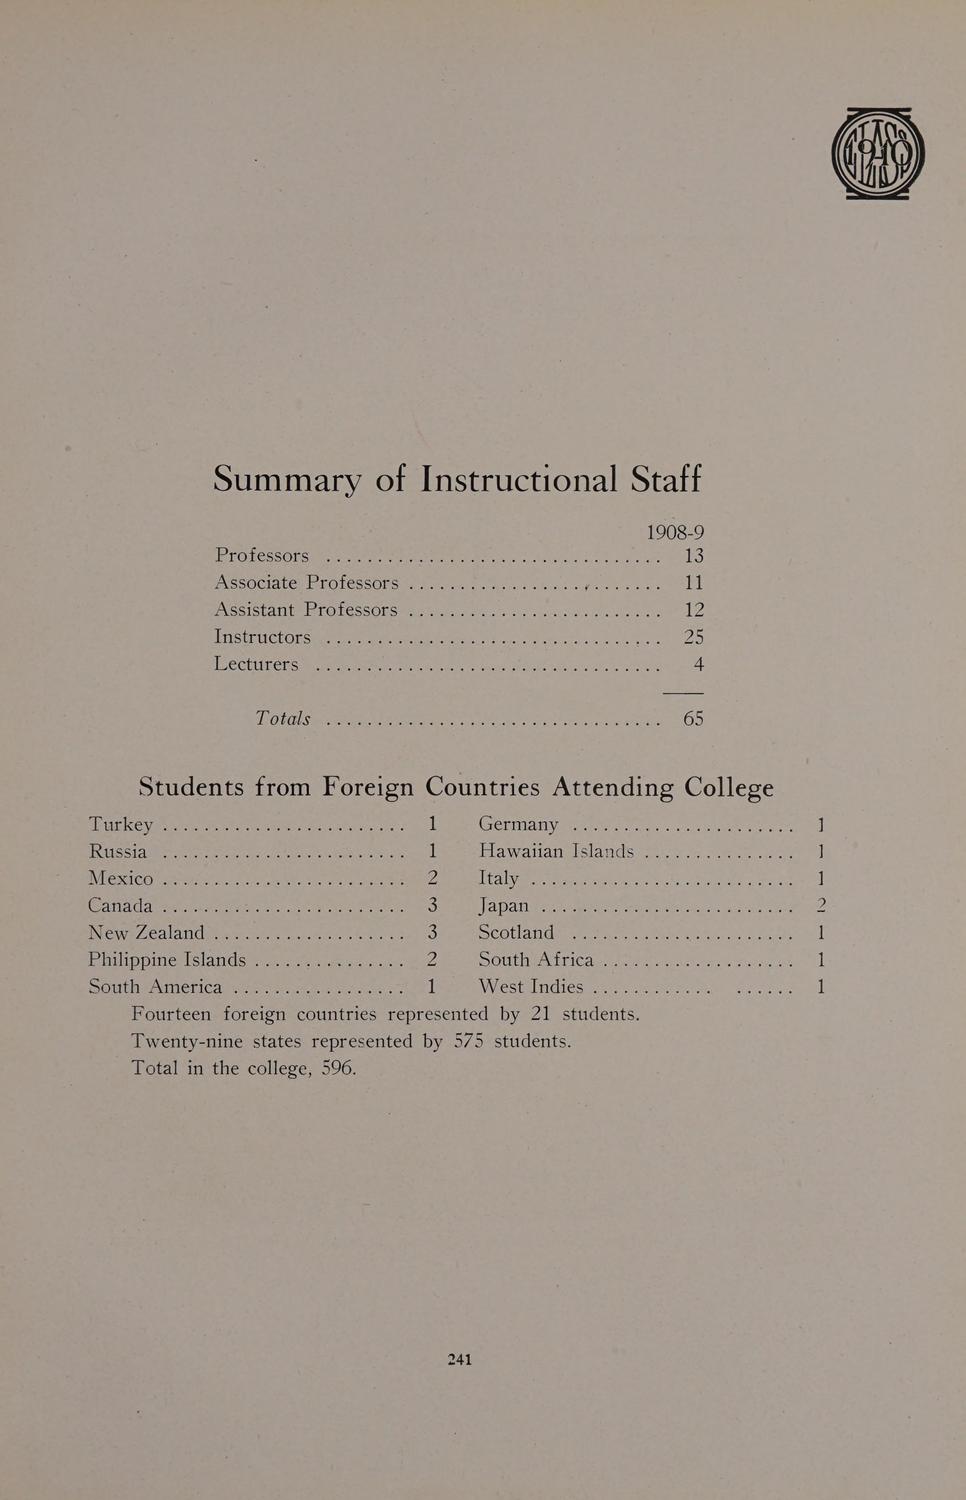 CLASS 1910
Summary of Instructional Staff
1908-9
Professors ........................................ 13
Associate Professors .............................. 11
Assistant Professors .............................. 12
Instructors ....................................... 25
Lecturers ......................................... 4
Totals ........................................ 65
Students from Foreign Countries Attending College
Turkey ........................ 1 Germany ...................... 1
Russia ........................ 1 Hawaiian Islands ............... 1
Mexico ........................ 2 Italy .......................... 1
Canada ........................ 3 Japan ......................... 2
New Zealand ................... 3 Scotland ...................... 1
Philippine Islands ............... 2 South Africa ................... 1
South America ................. 1 West Indies ............ ...... 1
Fourteen foreign countries represented by 21 students.
Twenty-nine states represented by 575 students.
Total in the college, 596.
241